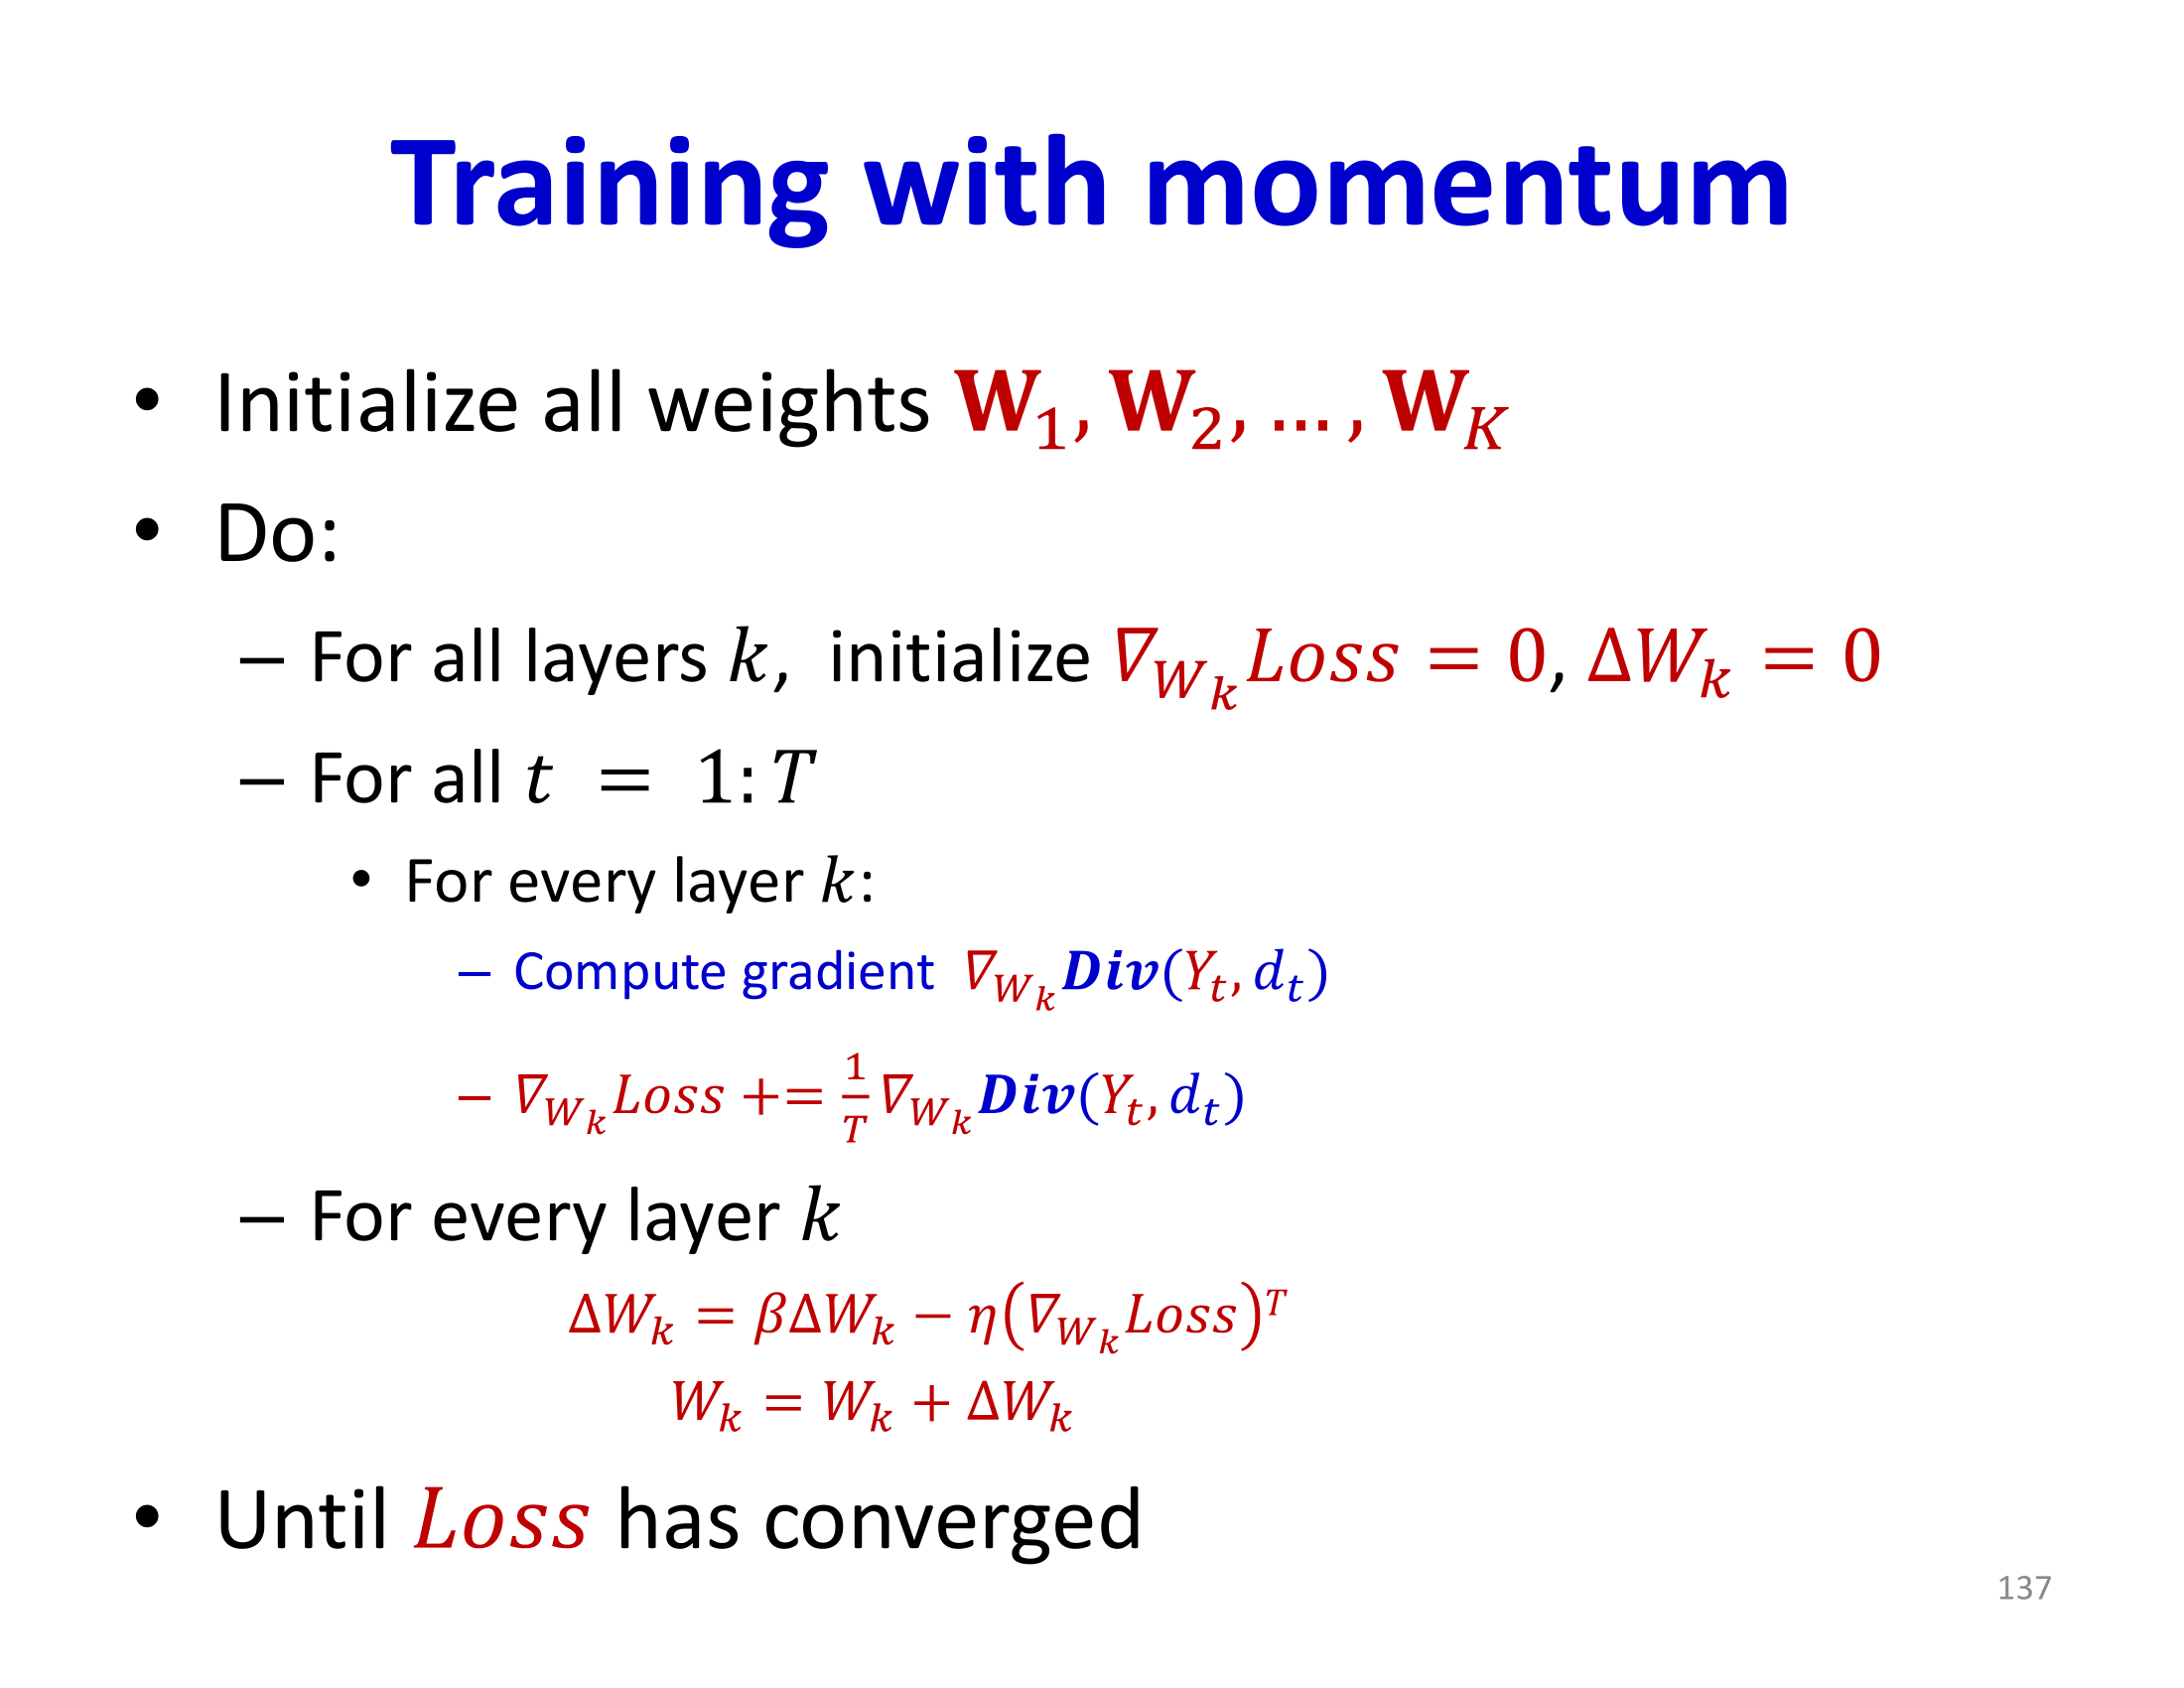 Training with momentum
• Initialize all weights $\mathbf{W}_1, \mathbf{W}_2, \ldots, \mathbf{W}_K$
• Do:
– For all layers $k$, initialize $\nabla_{W_k} Loss = 0$, $\Delta W_k = 0$
– For all $t = 1:T$
• For every layer $k$:
– Compute gradient $\nabla_{W_k} \boldsymbol{Div}(Y_t, d_t)$
– $\nabla_{W_k} Loss \mathrel{+}= \frac{1}{T} \nabla_{W_k} \boldsymbol{Div}(Y_t, d_t)$
– For every layer $k$
$\Delta W_k = \beta \Delta W_k - \eta \left( \nabla_{W_k} Loss \right)^T$
$W_k = W_k + \Delta W_k$
• Until $Loss$ has converged
137